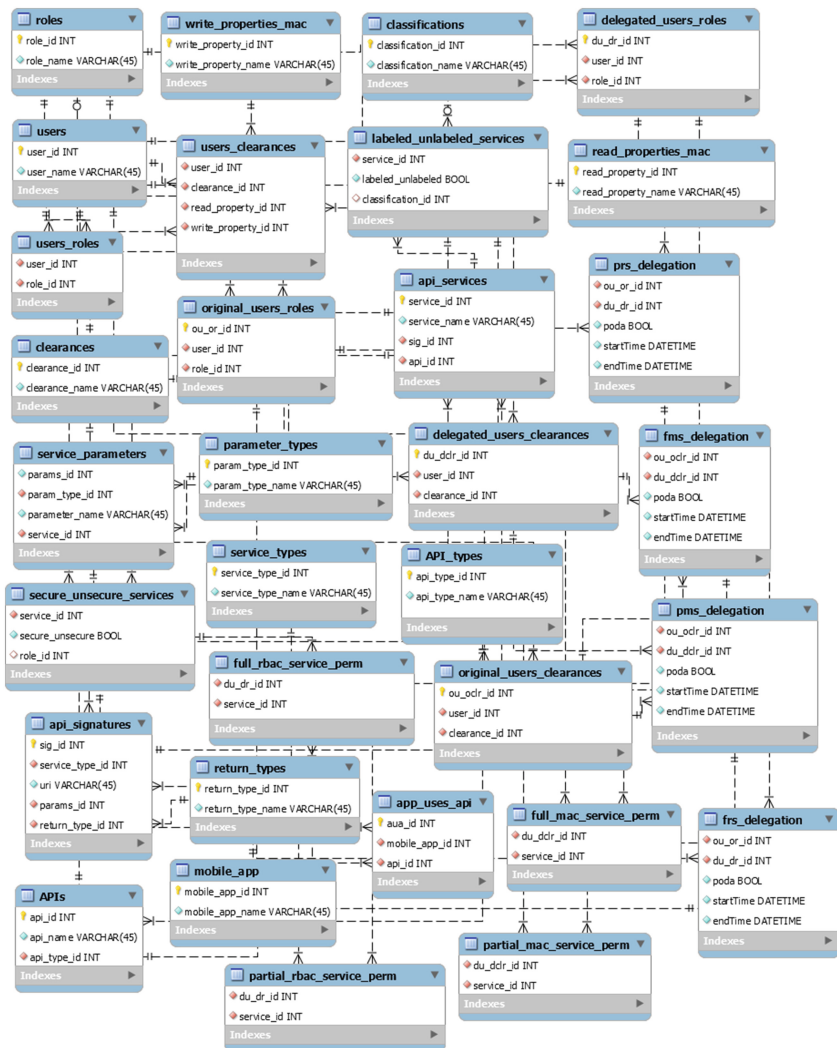 roles
role_id INT
role_name VARCHAR(45)
Indexes
write_properties_mac
write_property_id INT
write_property_name VARCHAR(45)
Indexes
classifications
classification_id INT
classification_name VARCHAR(45)
Indexes
delegated_users_roles
du_dr_id INT
user_id INT
role_id INT
Indexes
users
user_id INT
user_name VARCHAR(45)
Indexes
users_clearances
user_id INT
clearance_id INT
read_property_id INT
write_property_id INT
Indexes
labeled_unlabeled_services
service_id INT
labeled_unlabeled BOOL
classification_id INT
Indexes
read_properties_mac
read_property_id INT
read_property_name VARCHAR(45)
Indexes
users_roles
user_id INT
role_id INT
Indexes
original_users_roles
ou_or_id INT
user_id INT
role_id INT
Indexes
api_services
service_id INT
service_name VARCHAR(45)
sig_id INT
api_id INT
Indexes
prs_delegation
ou_or_id INT
du_dr_id INT
poda BOOL
startTime DATETIME
endTime DATETIME
Indexes
clearances
clearance_id INT
clearance_name VARCHAR(45)
Indexes
service_parameters
params_id INT
param_type_id INT
parameter_name VARCHAR(45)
service_id INT
Indexes
parameter_types
param_type_id INT
param_type_name VARCHAR(45)
Indexes
delegated_users_clearances
du_dclr_id INT
user_id INT
clearance_id INT
Indexes
fms_delegation
ou_oclr_id INT
du_dclr_id INT
poda BOOL
startTime DATETIME
endTime DATETIME
Indexes
service_types
service_type_id INT
service_type_name VARCHAR(45)
Indexes
API_types
api_type_id INT
api_type_name VARCHAR(45)
Indexes
secure_unsecure_services
service_id INT
secure_unsecure BOOL
role_id INT
Indexes
full_rbac_service_perm
du_dr_id INT
service_id INT
Indexes
original_users_clearances
ou_oclr_id INT
user_id INT
clearance_id INT
Indexes
pms_delegation
ou_oclr_id INT
du_dclr_id INT
poda BOOL
startTime DATETIME
endTime DATETIME
Indexes
api_signatures
sig_id INT
service_type_id INT
uri VARCHAR(45)
params_id INT
return_type_id INT
Indexes
return_types
return_type_id INT
return_type_name VARCHAR(45)
Indexes
app_uses_api
aua_id INT
mobile_app_id INT
api_id INT
Indexes
full_mac_service_perm
du_dclr_id INT
service_id INT
Indexes
frs_delegation
ou_or_id INT
du_dr_id INT
poda BOOL
startTime DATETIME
endTime DATETIME
Indexes
APIs
api_id INT
api_name VARCHAR(45)
api_type_id INT
Indexes
mobile_app
mobile_app_id INT
mobile_app_name VARCHAR(45)
Indexes
partial_rbac_service_perm
du_dr_id INT
service_id INT
Indexes
partial_mac_service_perm
du_dclr_id INT
service_id INT
Indexes